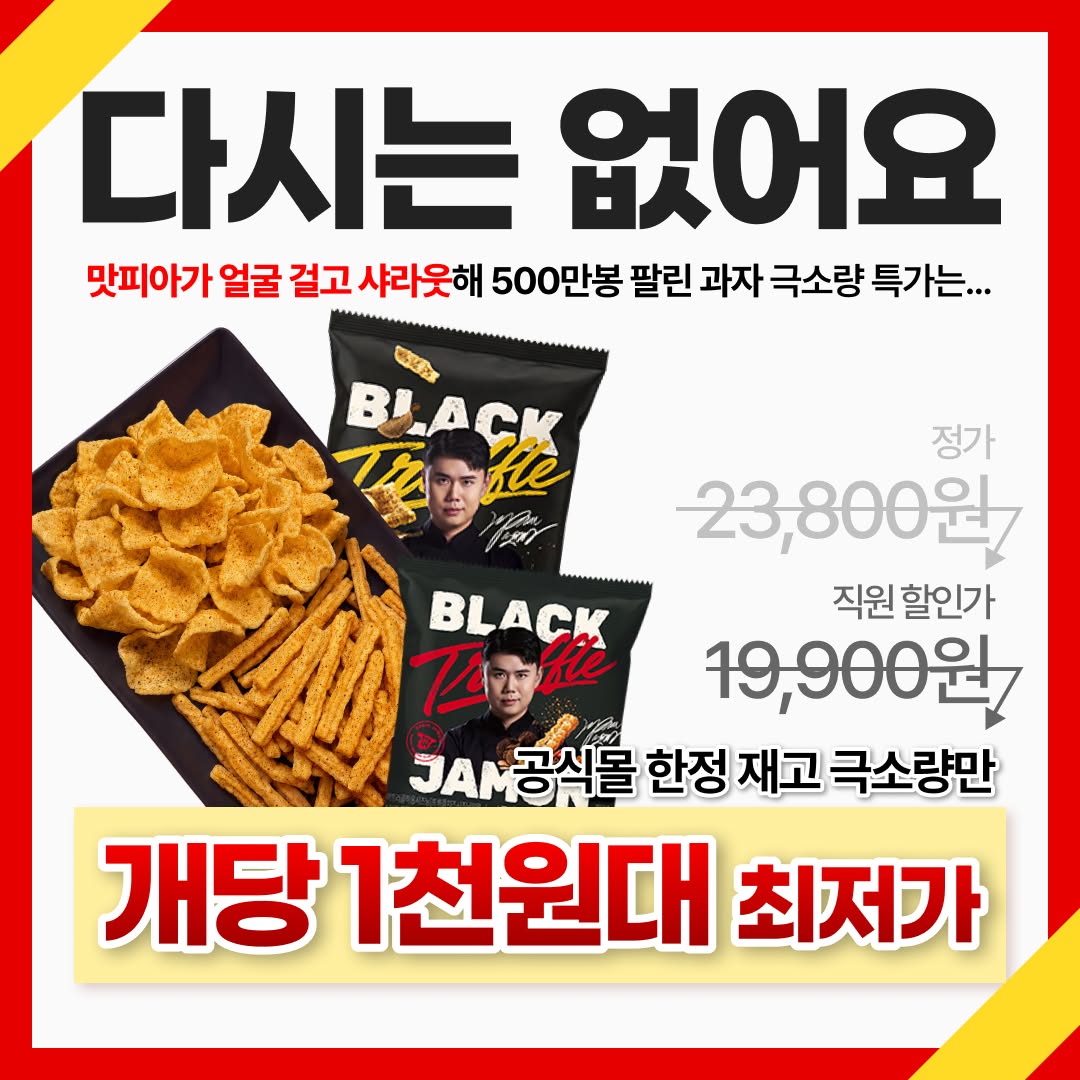 다시는 없어요
맛피아가 얼굴 걸고 샤라웃해 500만봉 팔린 과자 극소량 특가는...
BLACK
Truffle
정가
23,800원
BLACK
Truffle
JAMON
직원 할인가
19,900원
공식몰 한정 재고 극소량만
개당 1천원대 최저가